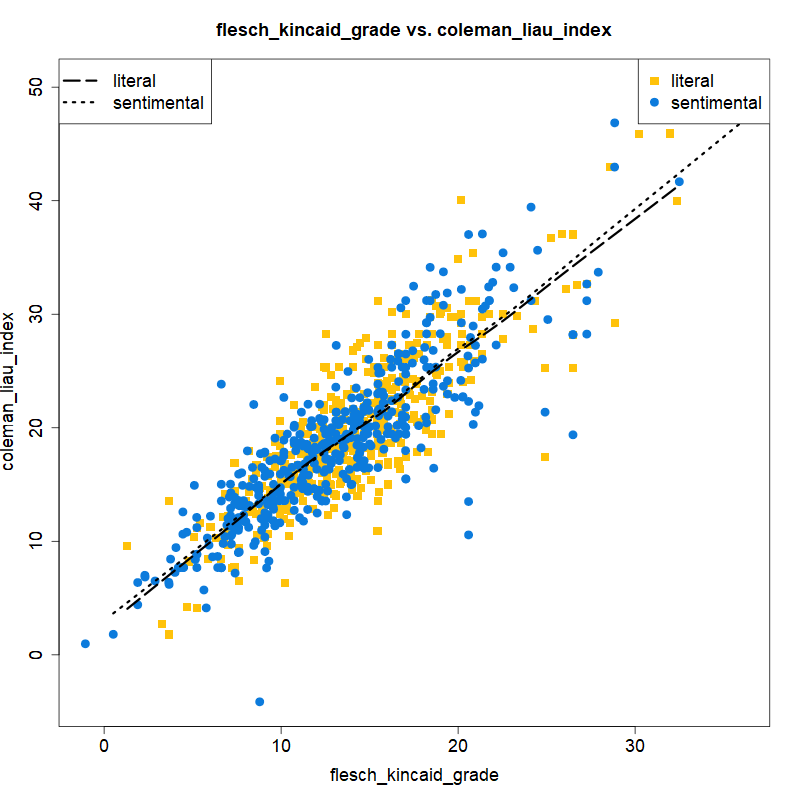 flesch_kincaid_grade vs. coleman_liau_index
literal
sentimental
literal
sentimental
coleman_liau_index
50
40
30
20
10
0
0 10 20 30
flesch_kincaid_grade